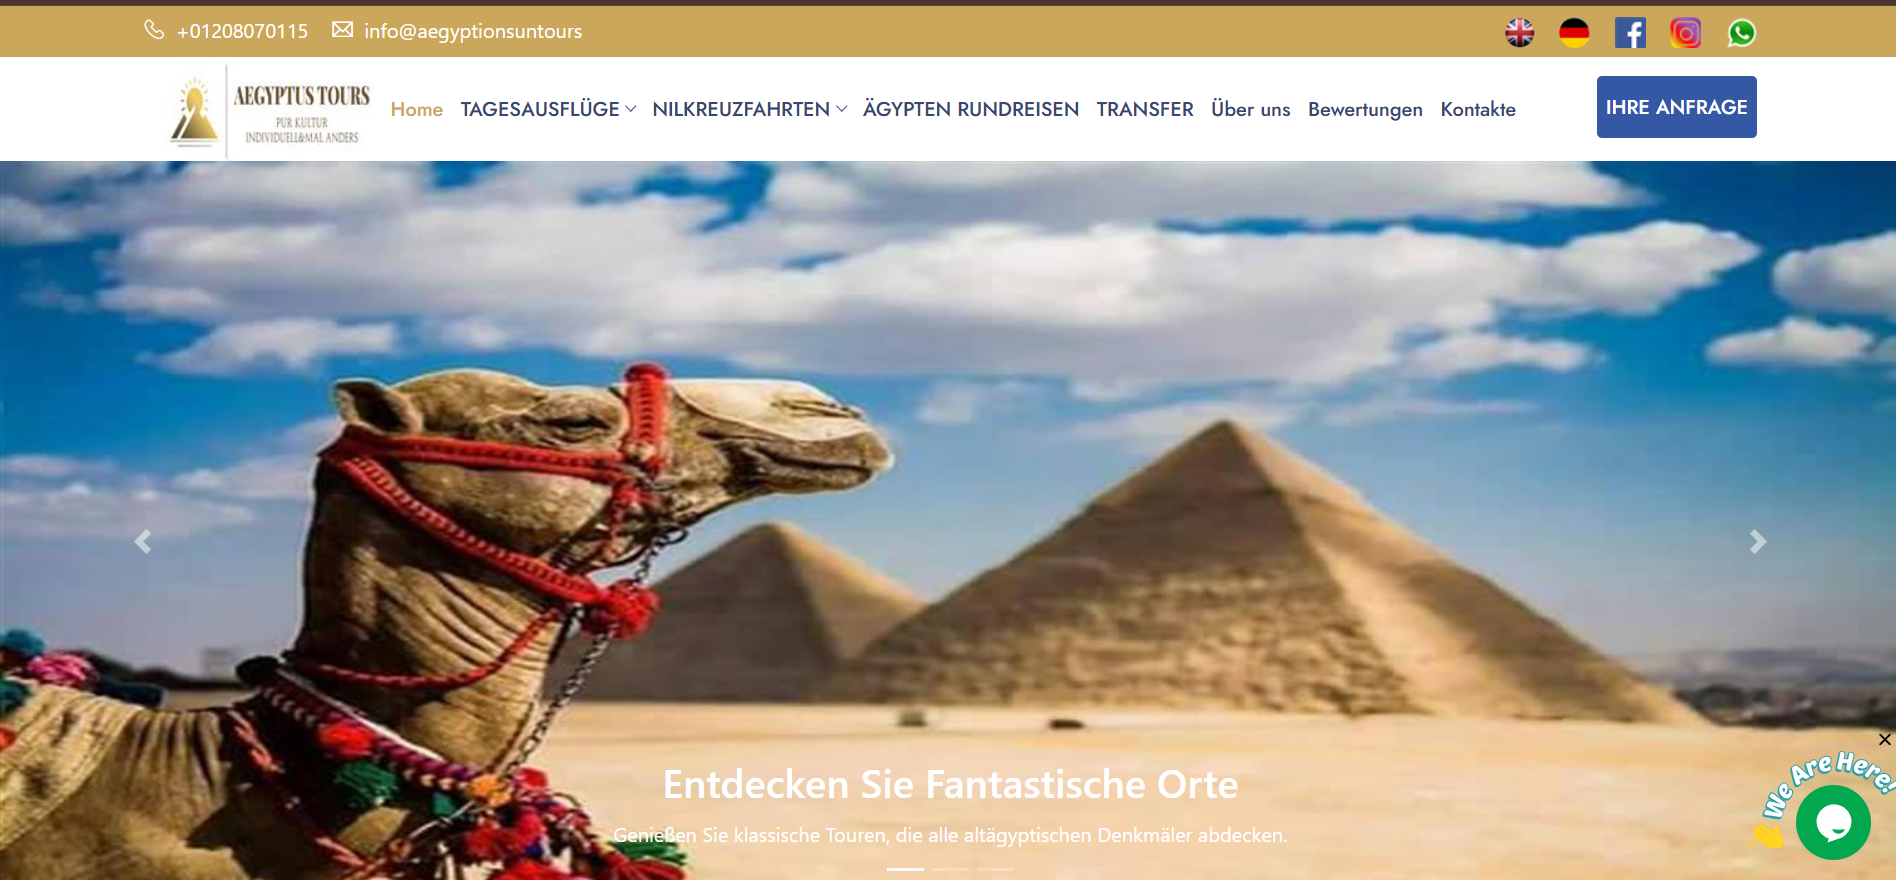 +01208070115
info@aegyptionsuntours
AEGYPTUS TOURS
PUR KULTUR
INDIVIDUELL&MAL ANDERS
Home
TAGESAUSFLÜGE
NILKREUZFAHRTEN
ÄGYPTEN RUNDREISEN
TRANSFER
Über uns
Bewertungen
Kontakte
IHRE ANFRAGE
Entdecken Sie Fantastische Orte
Genießen Sie klassische Touren, die alle altägyptischen Denkmäler abdecken.
We Are Here!